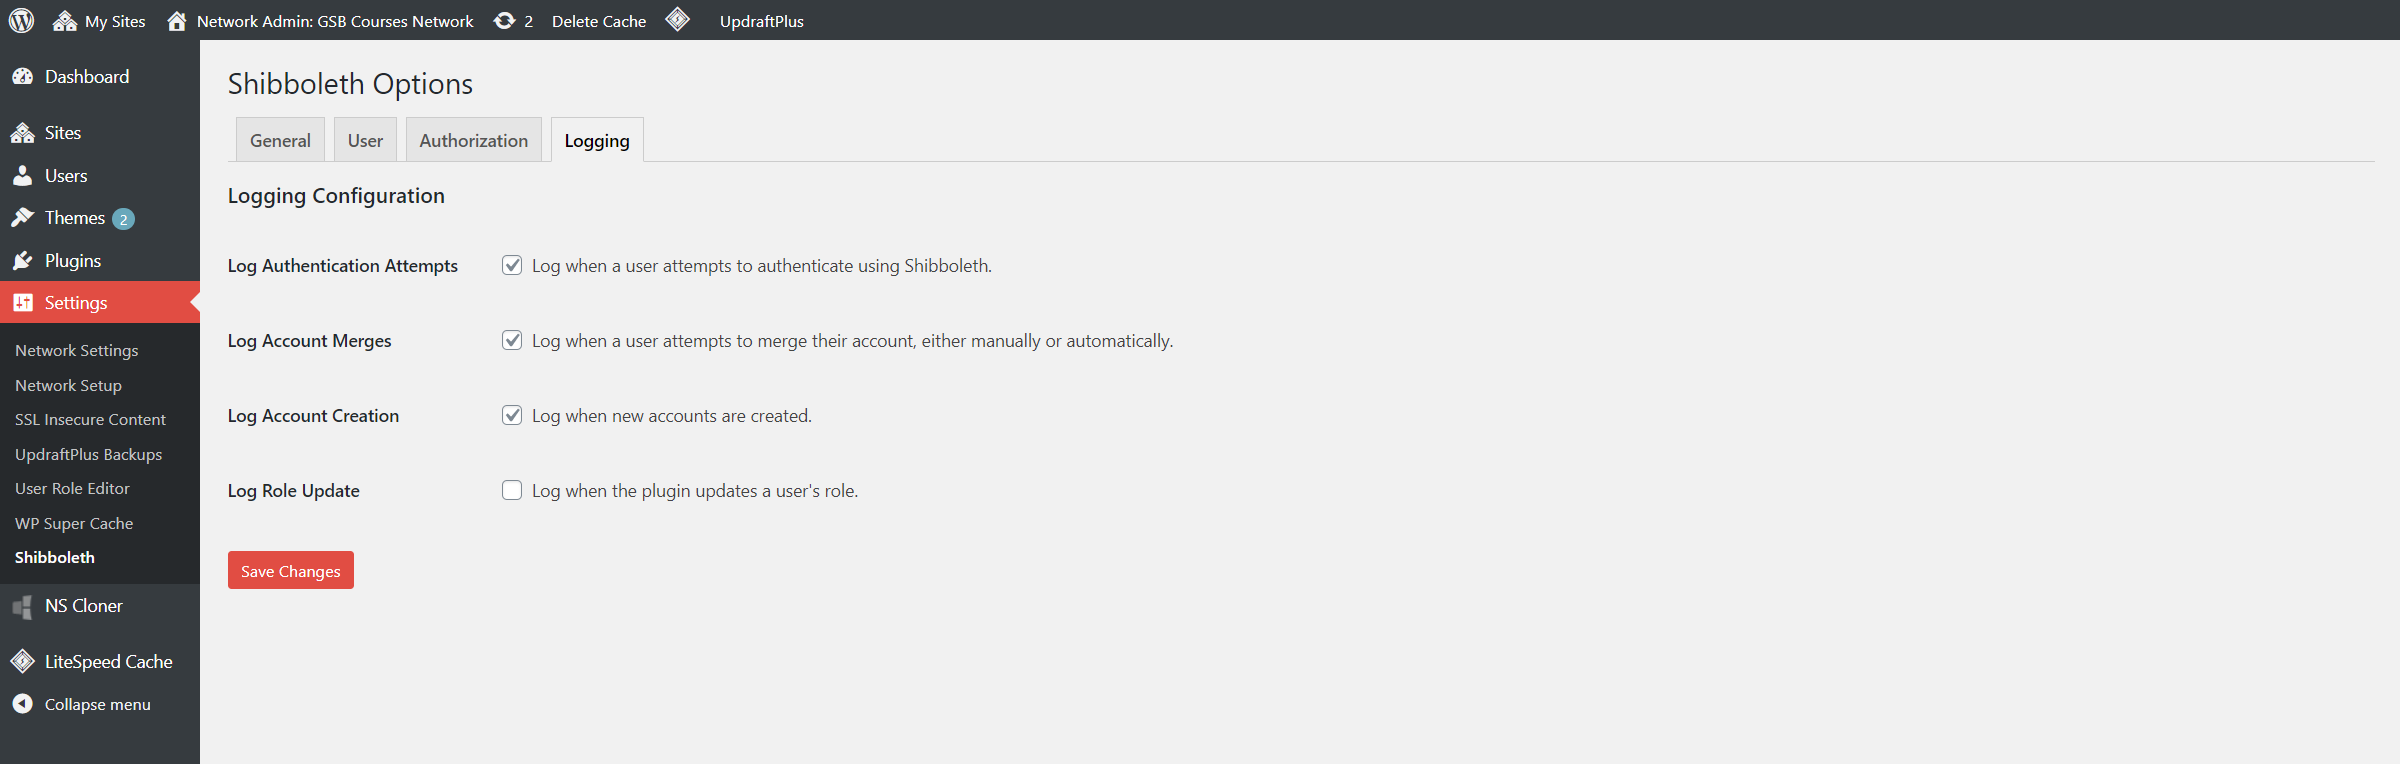 My Sites Network Admin: GSB Courses Network 2 Delete Cache UpdraftPlus
Dashboard
Sites
Users
Themes 2
Plugins
Settings
Network Settings
Network Setup
SSL Insecure Content
UpdraftPlus Backups
User Role Editor
WP Super Cache
Shibboleth
NS Cloner
LiteSpeed Cache
Collapse menu
Shibboleth Options
General User Authorization Logging
Logging Configuration
Log Authentication Attempts Log when a user attempts to authenticate using Shibboleth.
Log Account Merges Log when a user attempts to merge their account, either manually or automatically.
Log Account Creation Log when new accounts are created.
Log Role Update Log when the plugin updates a user's role.
Save Changes